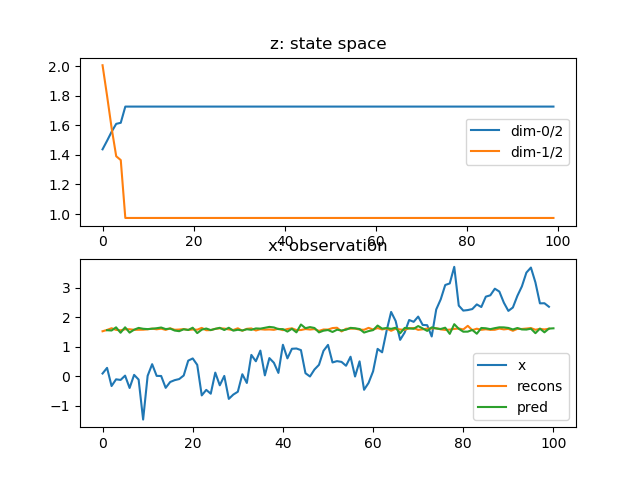 z: state space
2.0
1.8
1.6
1.4
1.2
1.0
dim-0/2
dim-1/2
0 20 40 60 80 100
x: observation
3
2
1
0
−1
x
recons
pred
0 20 40 60 80 100